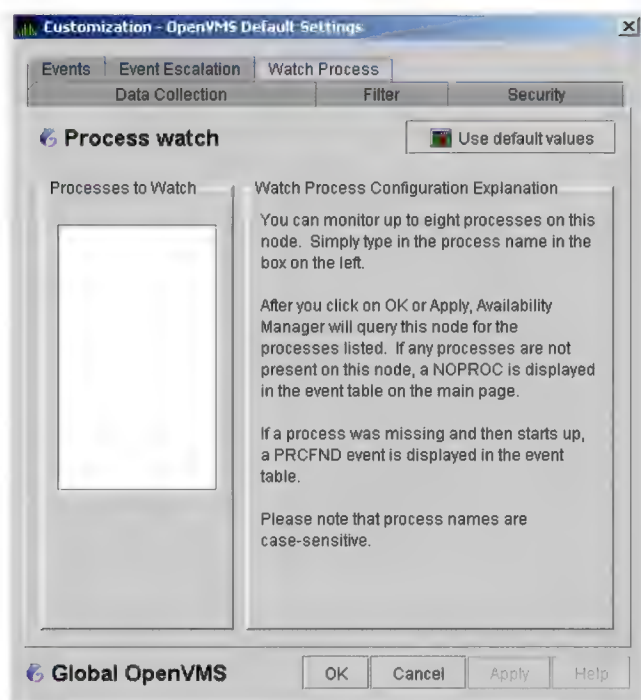 Customization - OpenVMS Default Settings
Events Event Escalation Watch Process
Data Collection Filter Security
Process watch Use default values
Processes to Watch
Watch Process Configuration Explanation
You can monitor up to eight processes on this
node. Simply type in the process name in the
box on the left.
After you click on OK or Apply, Availability
Manager will query this node for the
processes listed. If any processes are not
present on this node, a NOPROC is displayed
in the event table on the main page.
If a process was missing and then starts up,
a PRCFND event is displayed in the event
table.
Please note that process names are
case-sensitive.
Global OpenVMS OK Cancel Apply Help